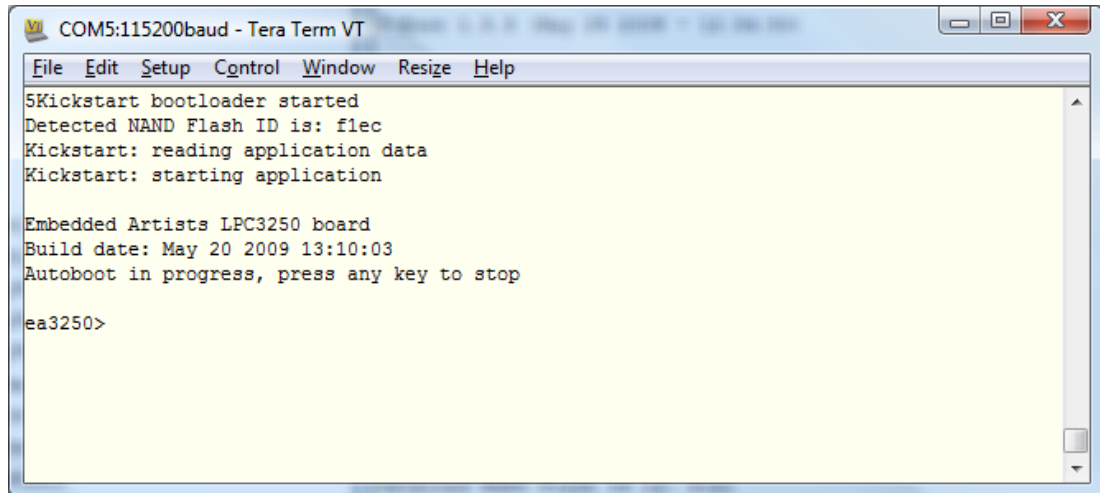 COM5:115200baud - Tera Term VT
File Edit Setup Control Window Resize Help
5Kickstart bootloader started
Detected NAND Flash ID is: f1ec
Kickstart: reading application data
Kickstart: starting application
Embedded Artists LPC3250 board
Build date: May 20 2009 13:10:03
Autoboot in progress, press any key to stop
ea3250>